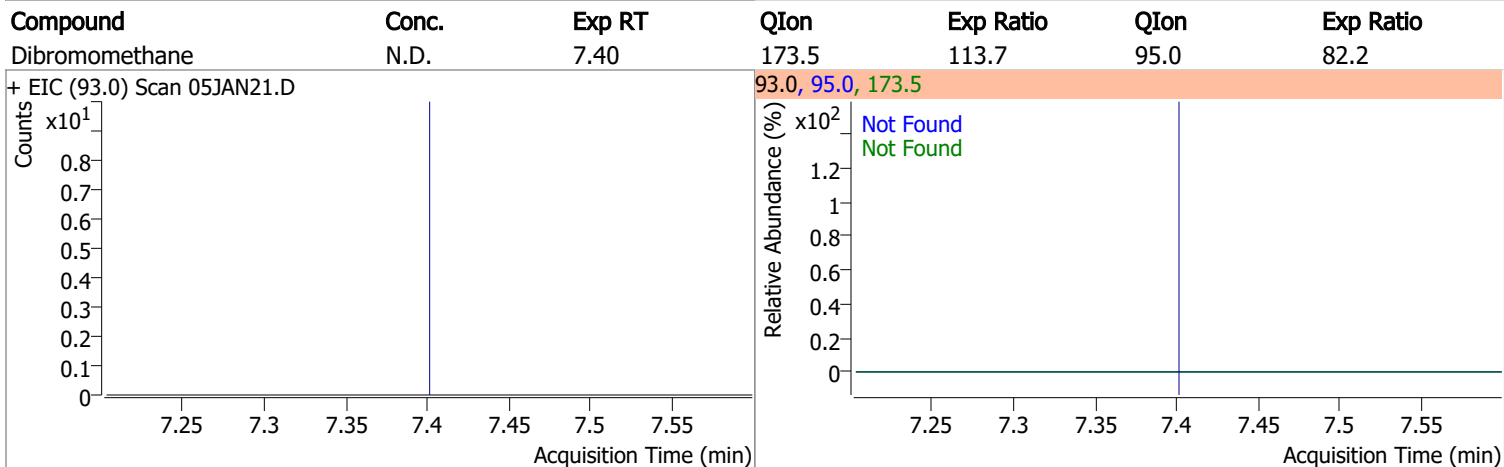 Compound Conc. Exp RT QIon Exp Ratio QIon Exp Ratio
Dibromomethane N.D. 7.40 173.5 113.7 95.0 82.2
+ EIC (93.0) Scan 05JAN21.D
Counts
x10¹
0.8
0.7
0.6
0.5
0.4
0.3
0.2
0.1
0
7.25 7.3 7.35 7.4 7.45 7.5 7.55
Acquisition Time (min)
93.0, 95.0, 173.5
Relative Abundance (%)
x10²
Not Found
Not Found
1.2
1
0.8
0.6
0.4
0.2
0
7.25 7.3 7.35 7.4 7.45 7.5 7.55
Acquisition Time (min)